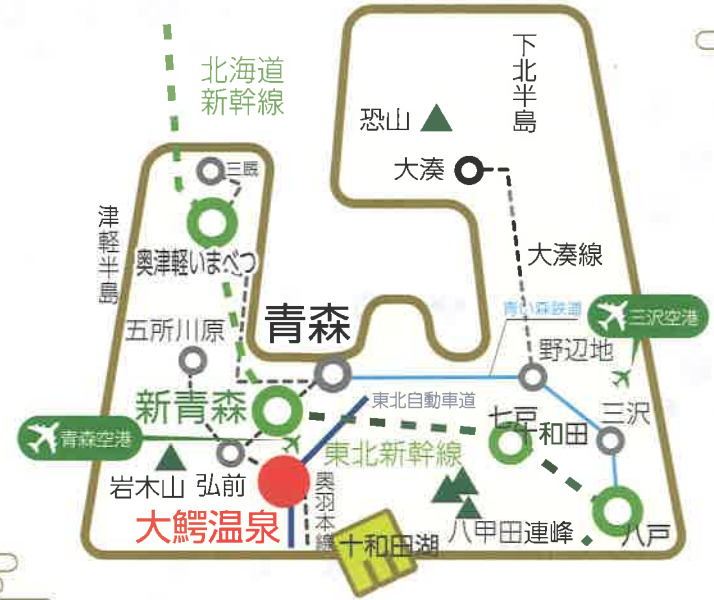 北海道
新幹線
下北半島
恐山
大湊
三厩
津軽半島
奥津軽いまべつ
大湊線
青い森鉄道
三沢空港
五所川原
青森
野辺地
新青森
東北自動車道
七戸十和田
三沢
青森空港
東北新幹線
岩木山
弘前
奥羽本線
大鰐温泉
八甲田連峰
八戸
十和田湖